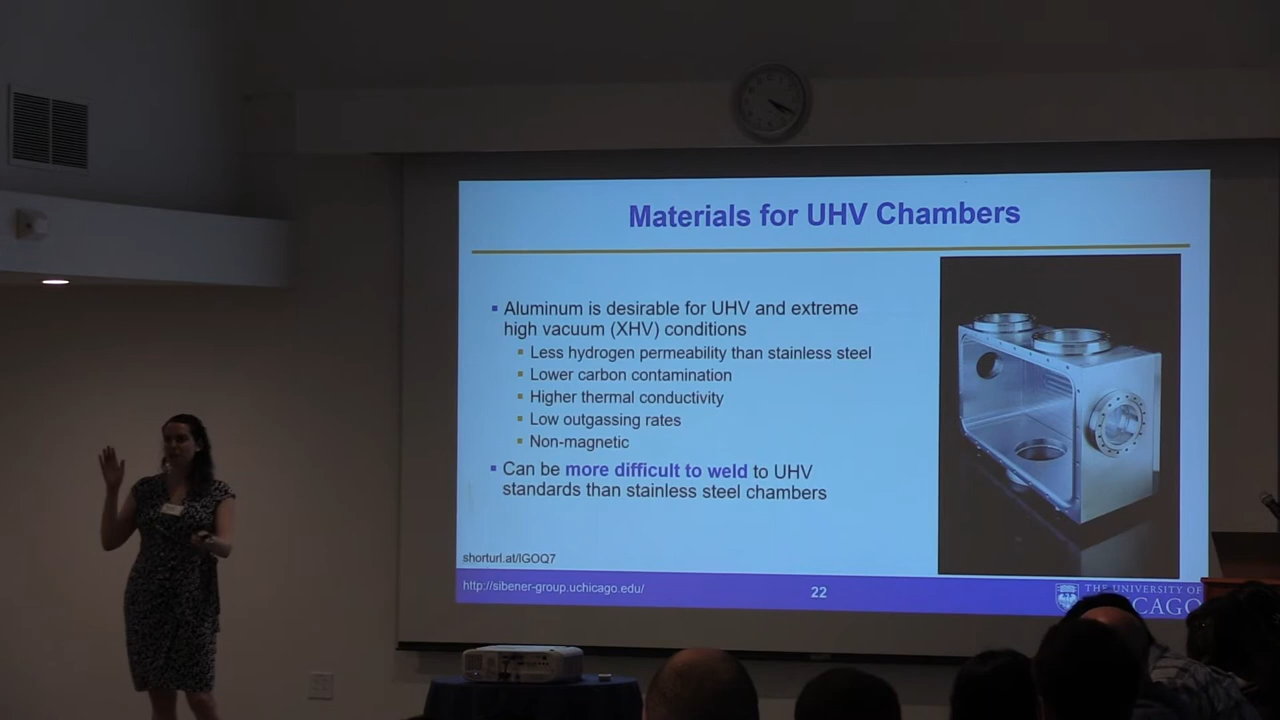 Materials for UHV Chambers
Aluminum is desirable for UHV and extreme
high vacuum (XHV) conditions
Less hydrogen permeability than stainless steel
Lower carbon contamination
Higher thermal conductivity
Low outgassing rates
Non-magnetic
Can be more difficult to weld to UHV
standards than stainless steel chambers
shorturl.at/lGOQ7
http://sibener-group.uchicago.edu/
22
THE UNIVERSITY OF
CAGO